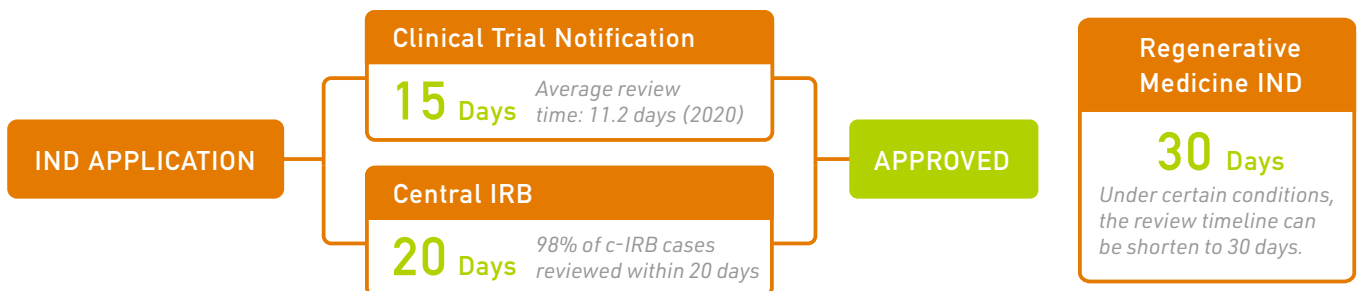 IND APPLICATION
Clinical Trial Notification
15 Days
Average review
time: 11.2 days (2020)
Central IRB
20 Days
98% of c-IRB cases
reviewed within 20 days
APPROVED
Regenerative
Medicine IND
30 Days
Under certain conditions,
the review timeline can
be shorten to 30 days.